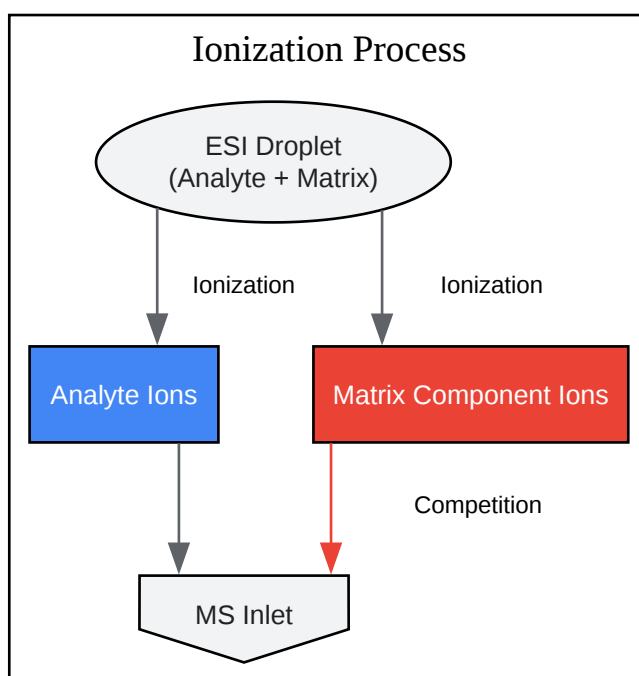 Ionization Process
ESI Droplet
(Analyte + Matrix)
Ionization
Ionization
Analyte Ions
Matrix Component Ions
Competition
MS Inlet